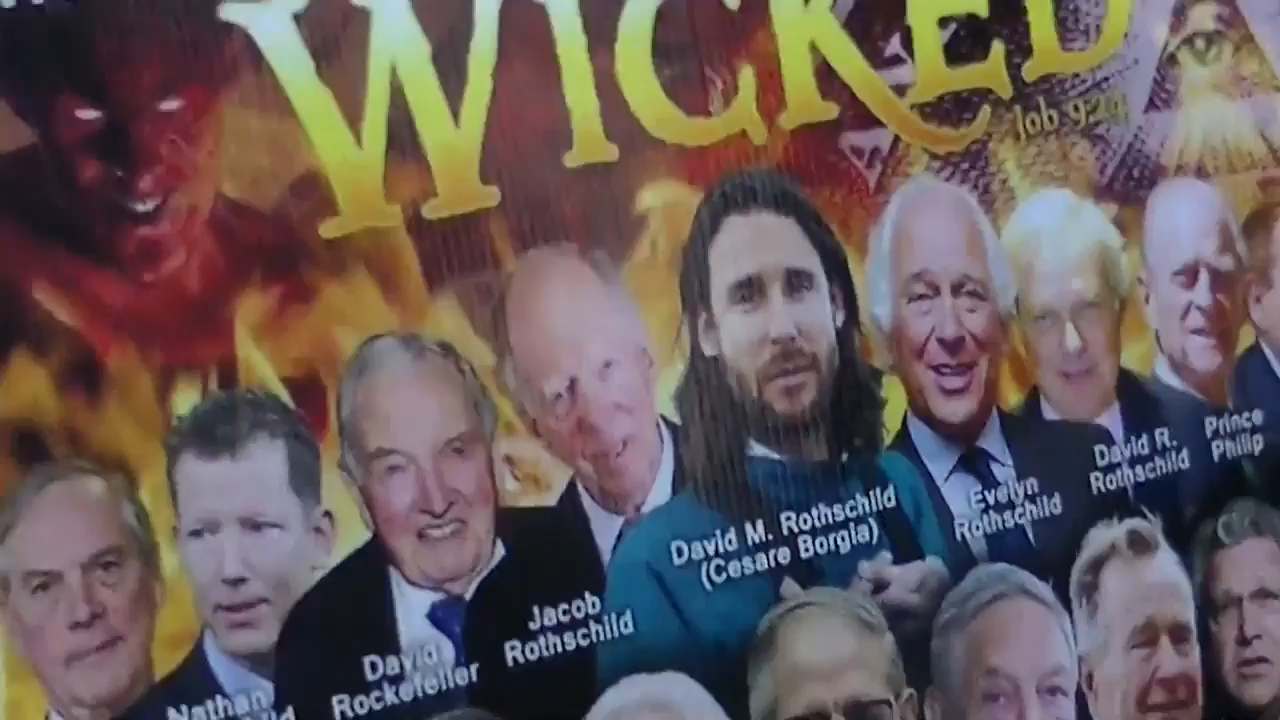 WICKED
Job 9:24
David R.
Rothschild
Prince
Philip
Evelyn
Rothschild
David M. Rothschild
(Cesare Borgia)
Jacob
Rothschild
David
Rockefeller
Nathan